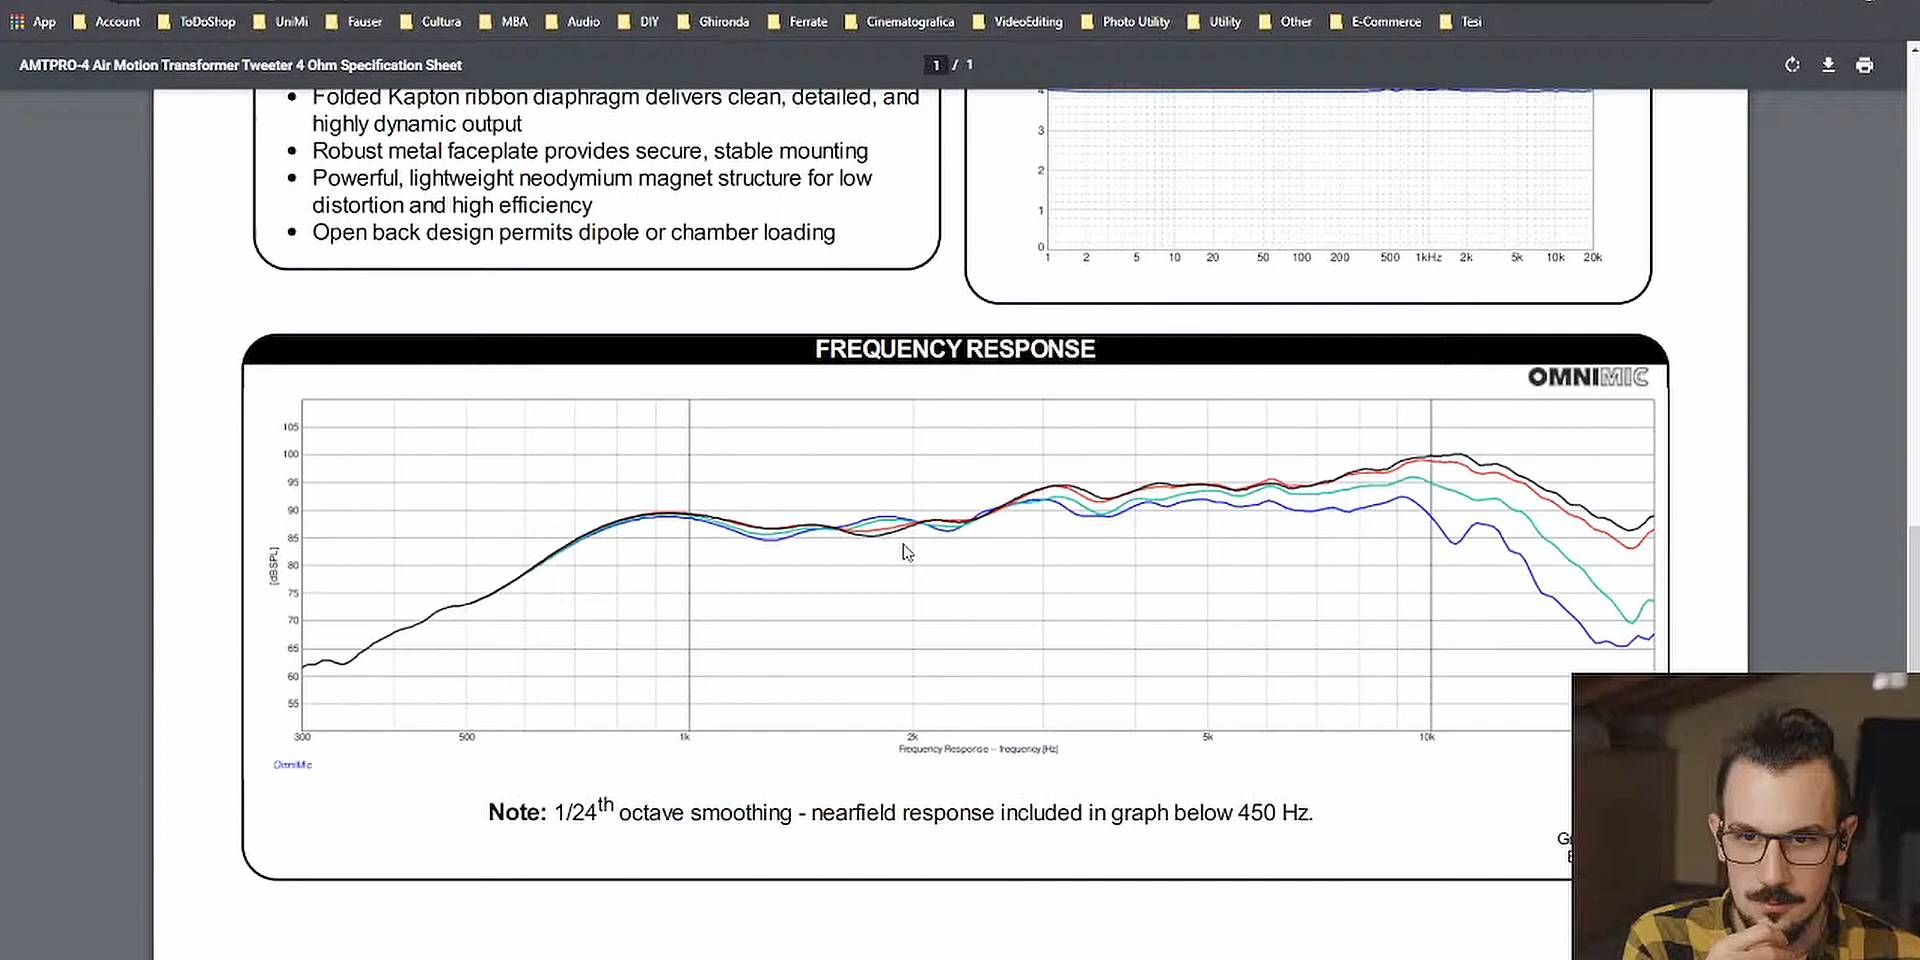 App Account ToDoShop UniMi Fauser Cultura MBA Audio DIY Ghironda Ferrate Cinematografica VideoEditing Photo Utility Utility Other E-Commerce Tesi
AMTPRO-4 Air Motion Transformer Tweeter 4 Ohm Specification Sheet 1 / 1
• Folded Kapton ribbon diaphragm delivers clean, detailed, and
highly dynamic output
• Robust metal faceplate provides secure, stable mounting
• Powerful, lightweight neodymium magnet structure for low
distortion and high efficiency
• Open back design permits dipole or chamber loading
4
3
2
1
0
1 2 5 10 20 50 100 200 500 1kHz 2k 5k 10k 20k
FREQUENCY RESPONSE
OMNIMIC
105
100
95
90
85
80
75
70
65
60
55
[dBSPL]
300 500 1k 2k 5k 10k
Frequency Response -- frequency [Hz]
OmniMic
Note: 1/24th octave smoothing - nearfield response included in graph below 450 Hz.